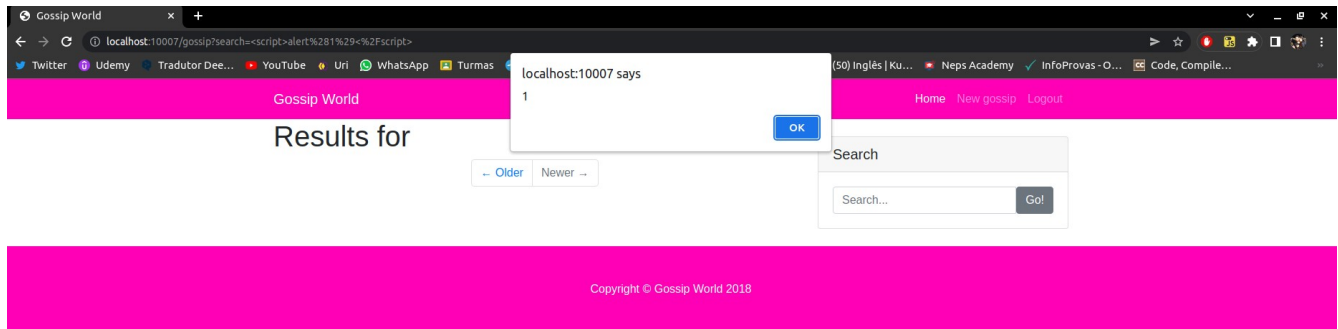 Gossip World
localhost:10007/gossip?search=<script>alert%281%29<%2Fscript>
Twitter Udemy Tradutor Dee... YouTube Uri WhatsApp Turmas (50) Inglês | Ku... Neps Academy InfoProvas - O... Code, Compile...
localhost:10007 says
1
OK
Gossip World Home New gossip Logout
Results for
← Older Newer →
Search
Search... Go!
Copyright © Gossip World 2018